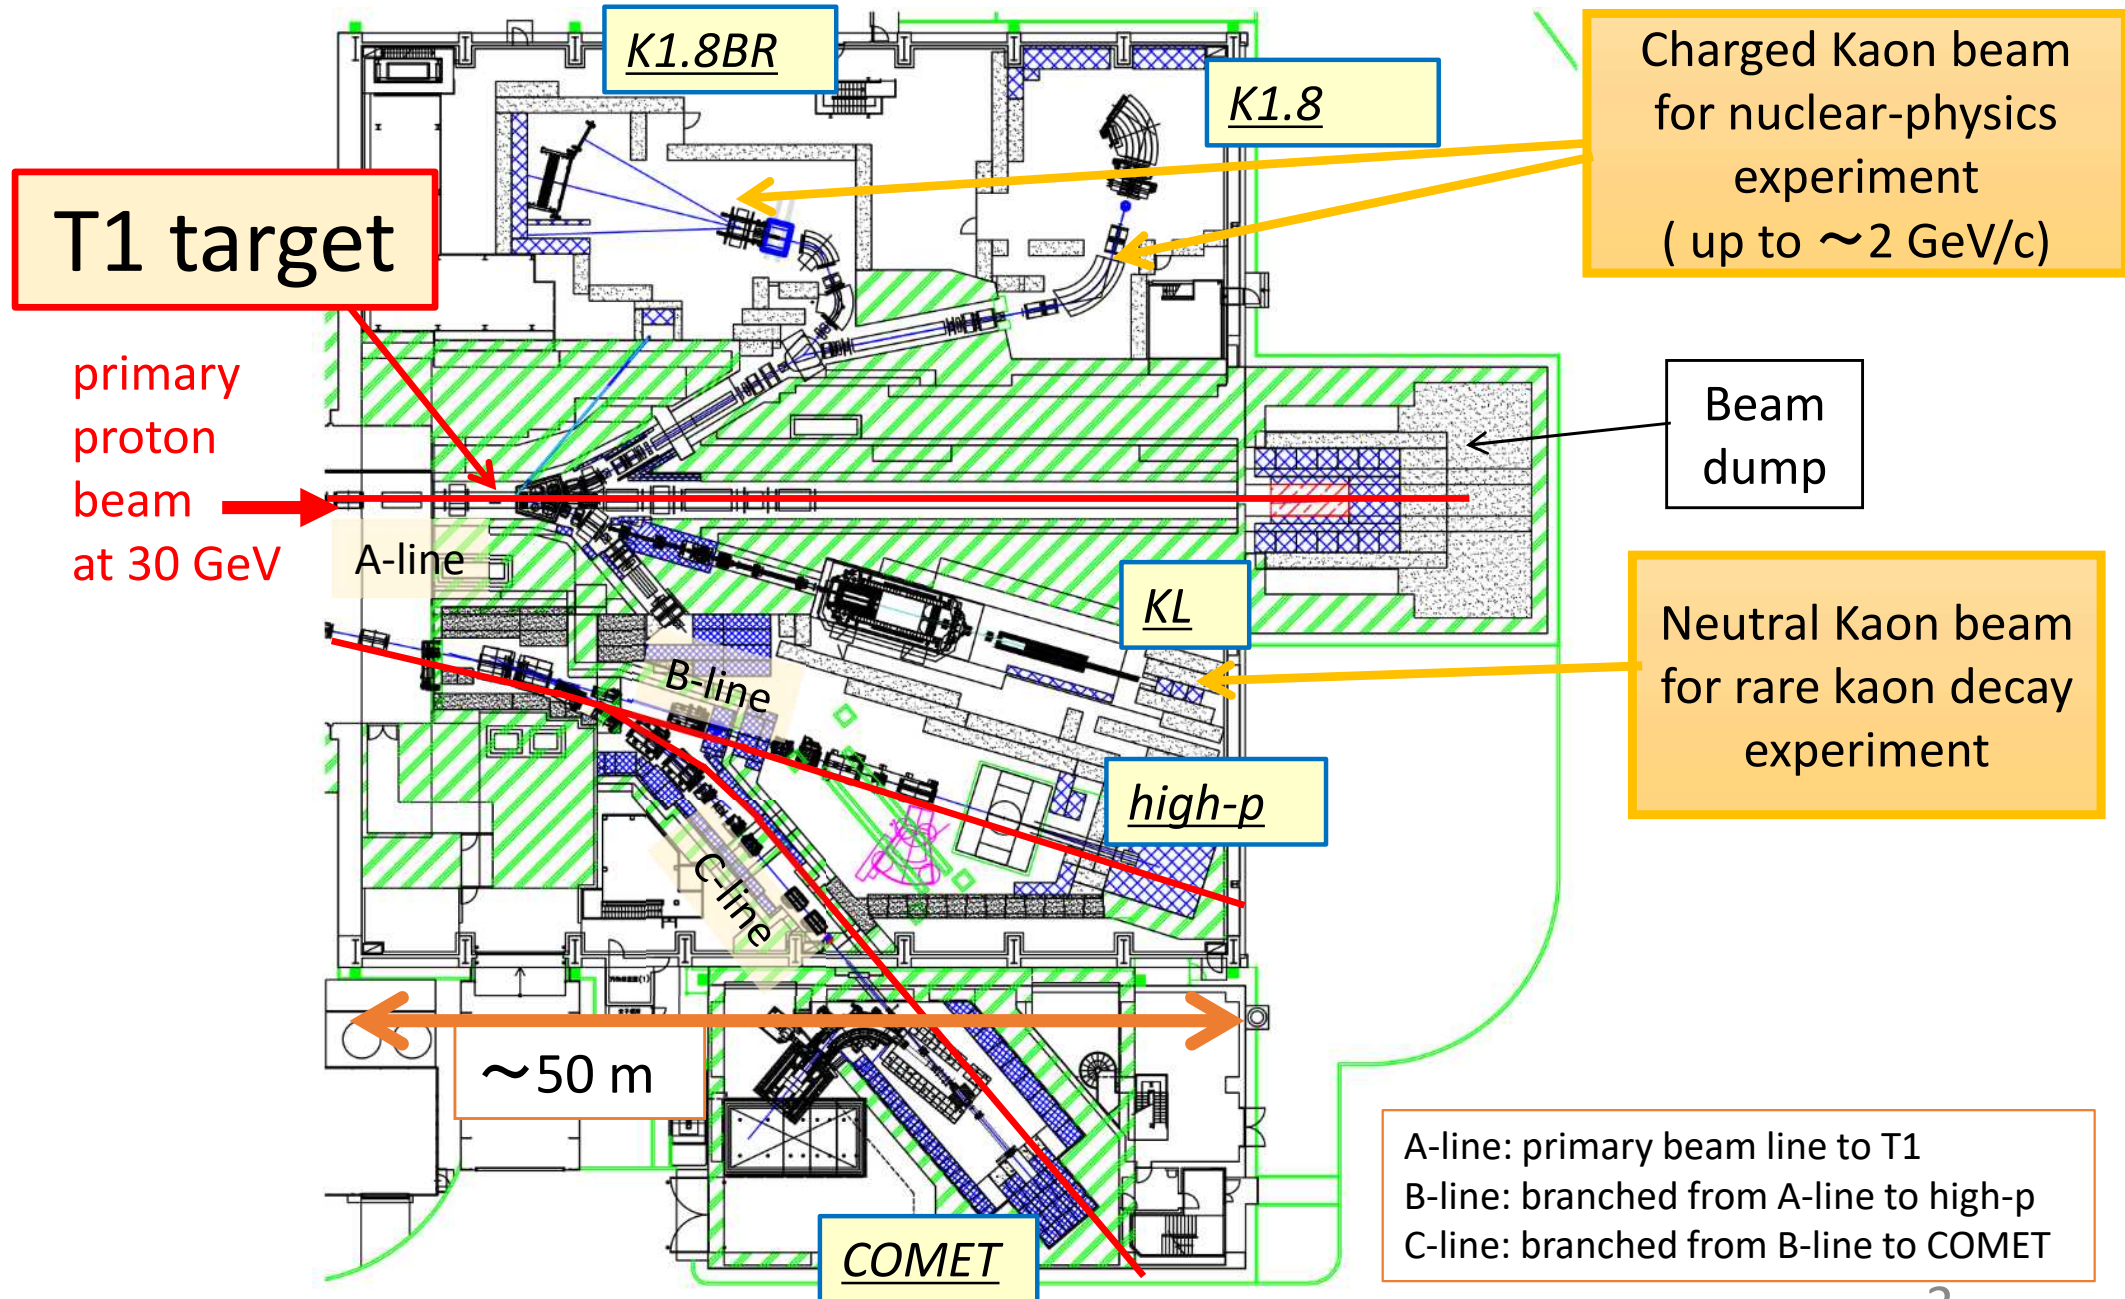 K1.8BR
K1.8
Charged Kaon beam
for nuclear-physics
experiment
( up to ～2 GeV/c)
T1 target
primary
proton
beam
at 30 GeV
A-line
Beam
dump
KL
Neutral Kaon beam
for rare kaon decay
experiment
B-line
high-p
C-line
～50 m
COMET
A-line: primary beam line to T1
B-line: branched from A-line to high-p
C-line: branched from B-line to COMET